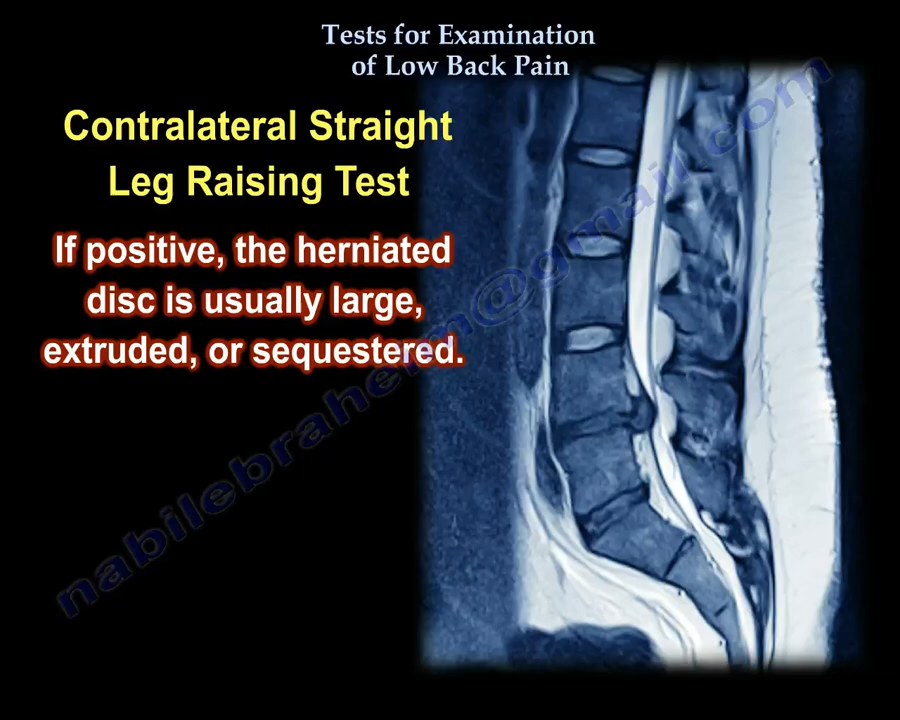 Tests for Examination
of Low Back Pain
Contralateral Straight
Leg Raising Test
If positive, the herniated
disc is usually large,
extruded, or sequestered.
nabilebraheim@gmail.com